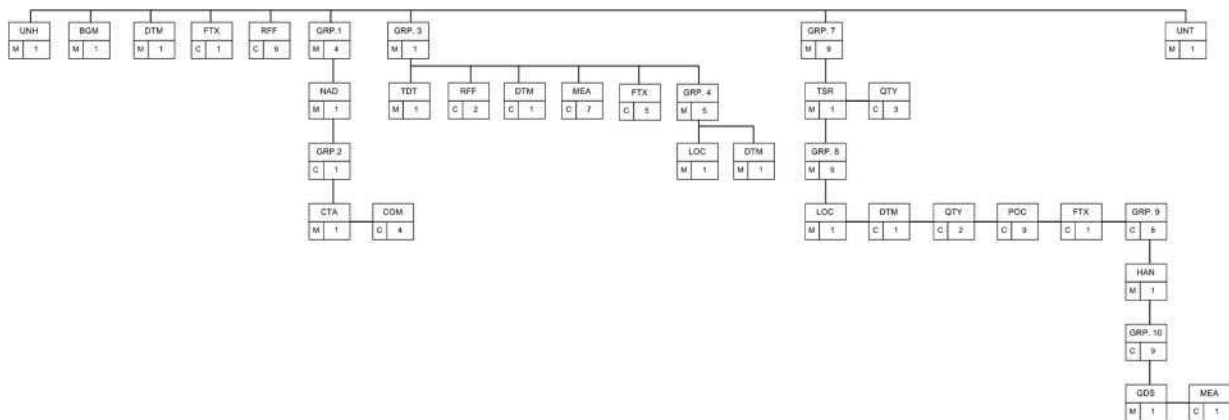 UNH BGM DTM FTX RFF GRP.1 GRP. 3 GRP. 7 UNT
M 1 M 1 M 1 C 1 C 9 M 4 M 1 M 9 M 1
NAD TDT RFF DTM MEA FTX GRP. 4 TSR QTY
M 1 M 1 C 2 C 1 C 7 C 5 M 5 M 1 C 3
GRP.2 LOC DTM GRP. 8
C 1 M 1 M 1 M
CTA COM LOC DTM QTY POC FTX GRP. 9
M 1 C 4 M 1 C 1 C 2 C 9 C 1 C
HAN
M 1
GRP. 10
C 9
GDS MEA
M 1 C 1